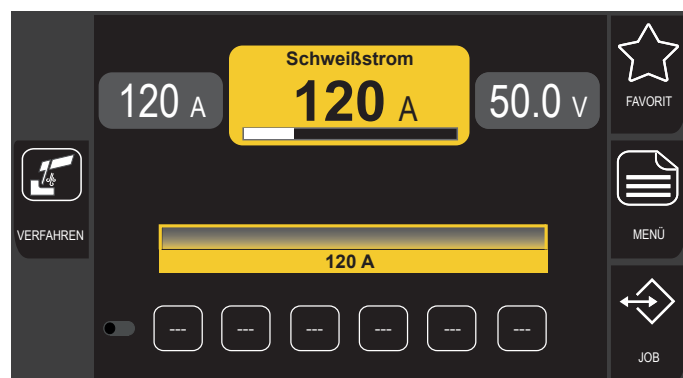 Schweißstrom
120 A
120 A
50.0 V
FAVORIT
VERFAHREN
MENÜ
120 A
--- --- --- --- --- ---
JOB